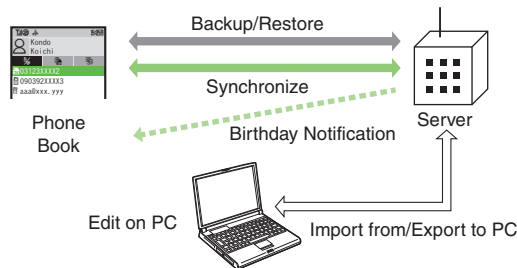 Backup/Restore
Kondo
Koichi
03123XXXX2
090392XXXX3
aaa@xxx.yyy
Synchronize
Phone
Book
Birthday Notification
Server
Edit on PC
Import from/Export to PC